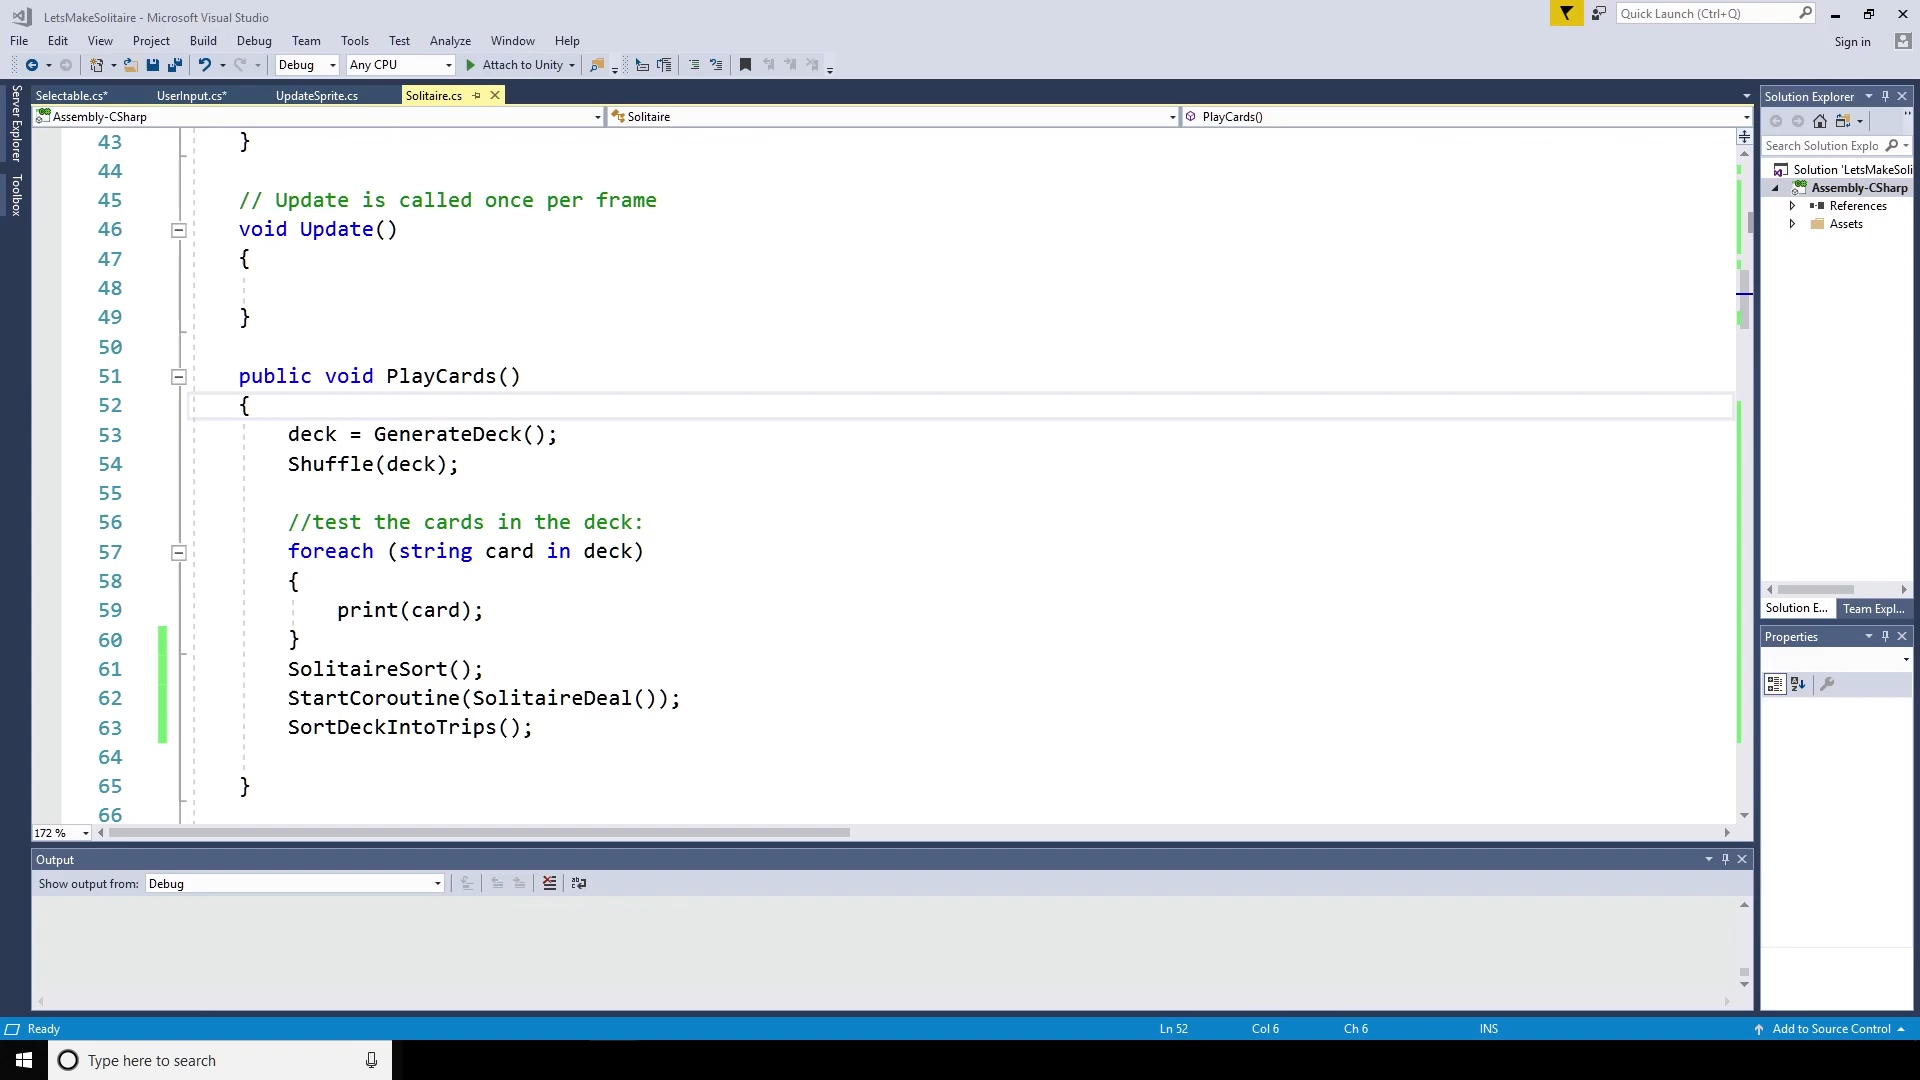 LetsMakeSolitaire - Microsoft Visual Studio
Quick Launch (Ctrl+Q)
File Edit View Project Build Debug Team Tools Test Analyze Window Help
Sign in
Debug Any CPU Attach to Unity
Server Explorer
Toolbox
Selectable.cs* UserInput.cs* UpdateSprite.cs Solitaire.cs
Assembly-CSharp Solitaire PlayCards()
43 }
44
45 // Update is called once per frame
46 void Update()
47 {
48
49 }
50
51 public void PlayCards()
52 {
53 deck = GenerateDeck();
54 Shuffle(deck);
55
56 //test the cards in the deck:
57 foreach (string card in deck)
58 {
59 print(card);
60 }
61 SolitaireSort();
62 StartCoroutine(SolitaireDeal());
63 SortDeckIntoTrips();
64
65 }
66
172 %
Solution Explorer
Search Solution Explo
Solution 'LetsMakeSoli
Assembly-CSharp
References
Assets
Solution E... Team Expl...
Properties
Output
Show output from: Debug
Ready Ln 52 Col 6 Ch 6 INS Add to Source Control
Type here to search